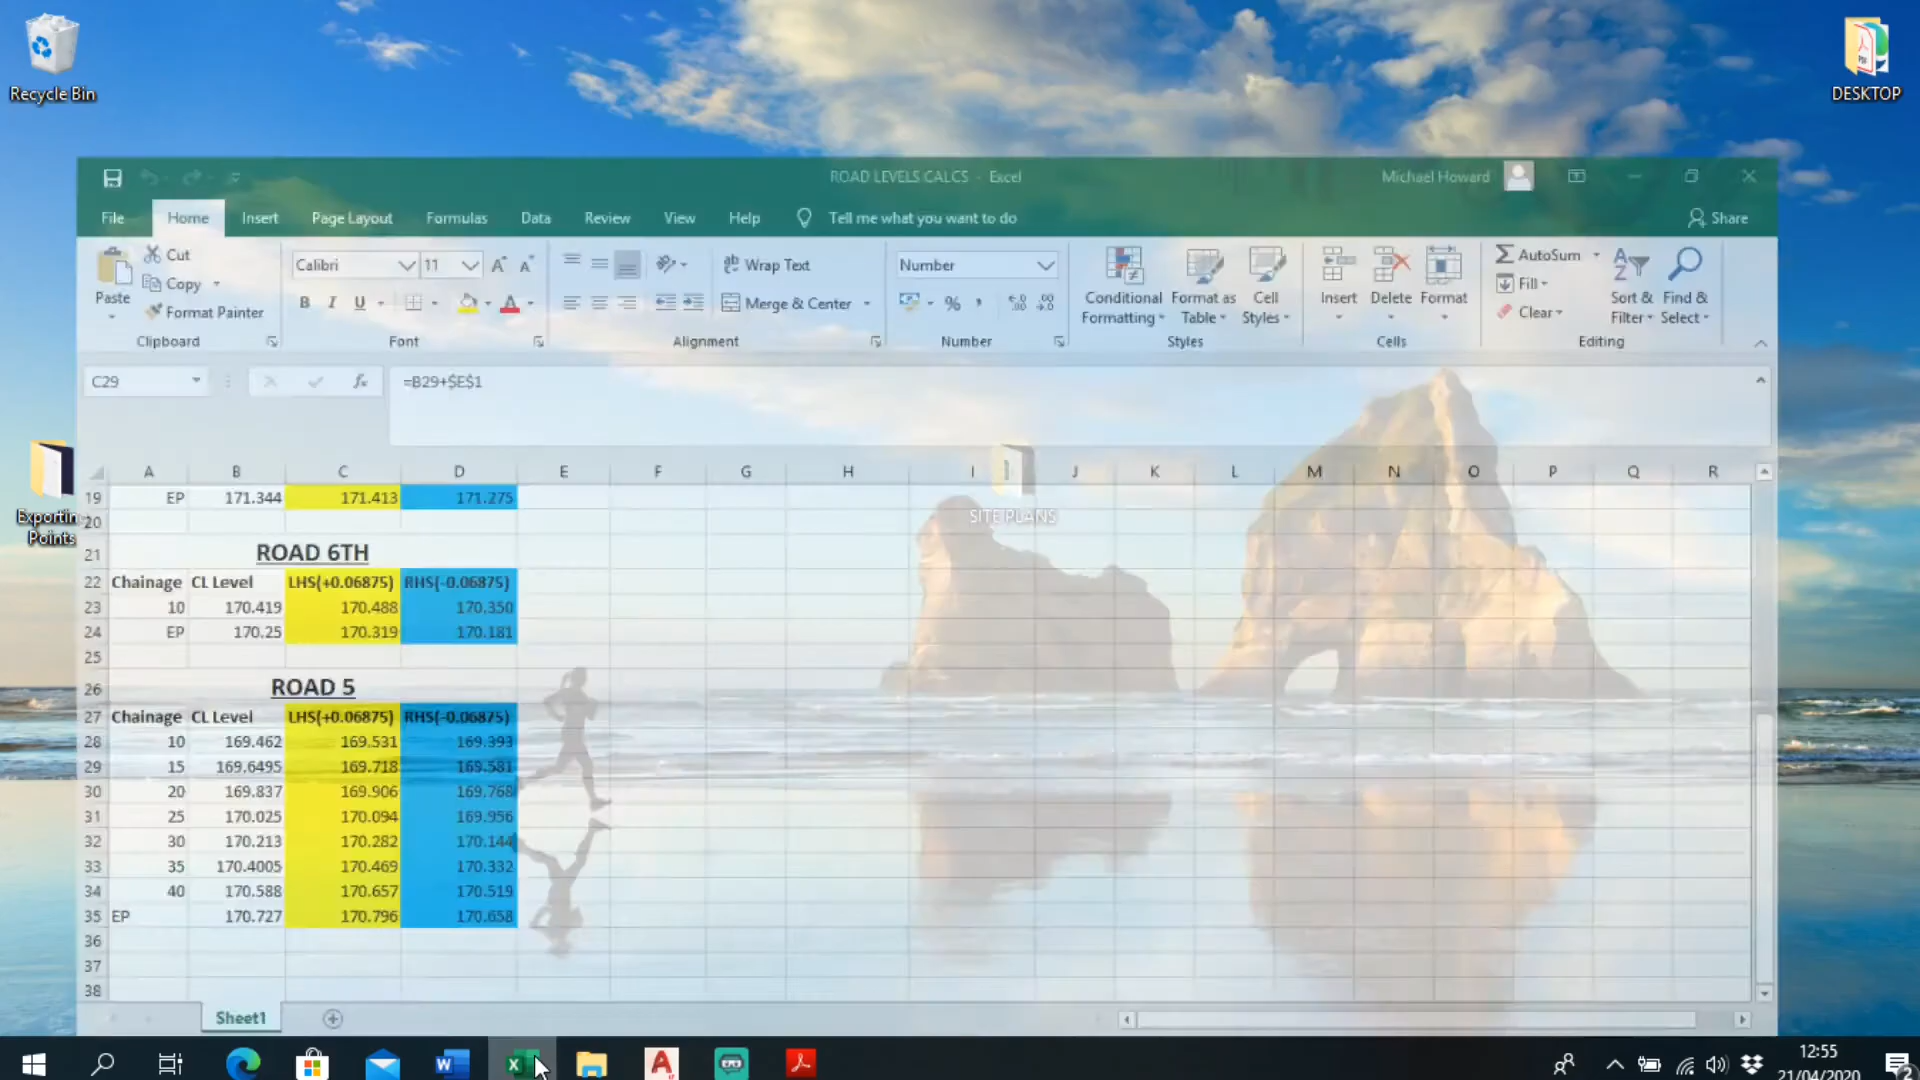 Recycle Bin
DESKTOP
ROAD LEVELS CALCS - Excel
Michael Howard
File Home Insert Page Layout Formulas Data Review View Help Tell me what you want to do Share
Cut
Copy
Format Painter
Paste
Clipboard
Calibri 11
B I U
Font
Wrap Text
Merge & Center
Alignment
Number
Number
Conditional Formatting
Format as Table
Cell Styles
Styles
Insert Delete Format
Cells
AutoSum
Fill
Clear
Sort & Filter
Find & Select
Editing
C29 fx =B29+$E$1
A B C D E F G H I J K L M N O P Q R
19 EP 171.344 171.413 171.275
20
21 ROAD 6TH
22 Chainage CL Level LHS(+0.06875) RHS(-0.06875)
23 10 170.419 170.488 170.350
24 EP 170.25 170.319 170.181
25
26 ROAD 5
27 Chainage CL Level LHS(+0.06875) RHS(-0.06875)
28 10 169.462 169.531 169.393
29 15 169.6495 169.718 169.581
30 20 169.837 169.906 169.768
31 25 170.025 170.094 169.956
32 30 170.213 170.282 170.144
33 35 170.4005 170.469 170.332
34 40 170.588 170.657 170.519
35 EP 170.727 170.796 170.658
36
37
38
Exporting
Points
SITE PLANS
Sheet1
12:55
21/04/2020
2